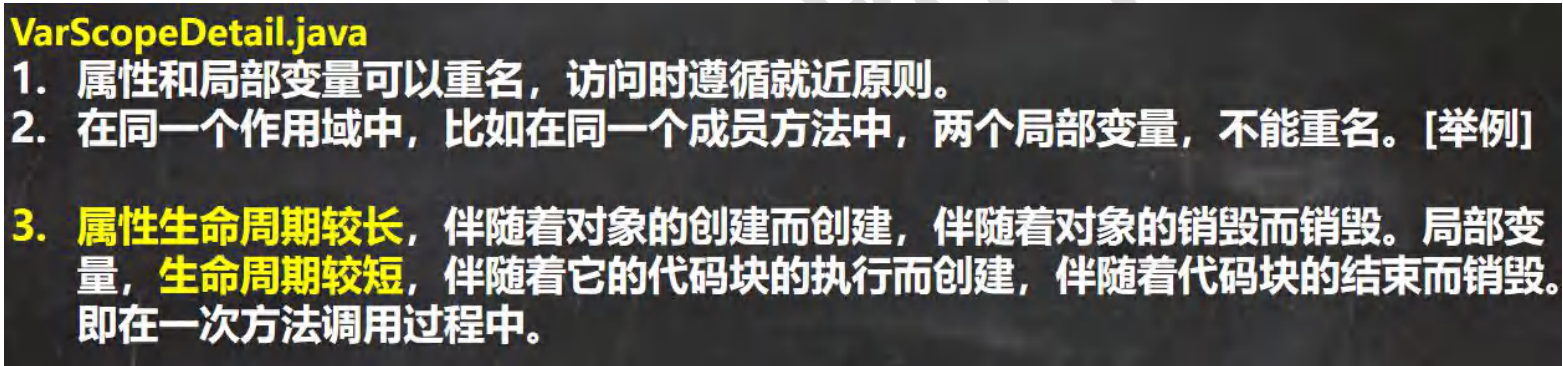 VarScopeDetail.java
1. 属性和局部变量可以重名，访问时遵循就近原则。
2. 在同一个作用域中，比如在同一个成员方法中，两个局部变量，不能重名。[举例]
3. 属性生命周期较长，伴随着对象的创建而创建，伴随着对象的销毁而销毁。局部变
量，生命周期较短，伴随着它的代码块的执行而创建，伴随着代码块的结束而销毁。
即在一次方法调用过程中。